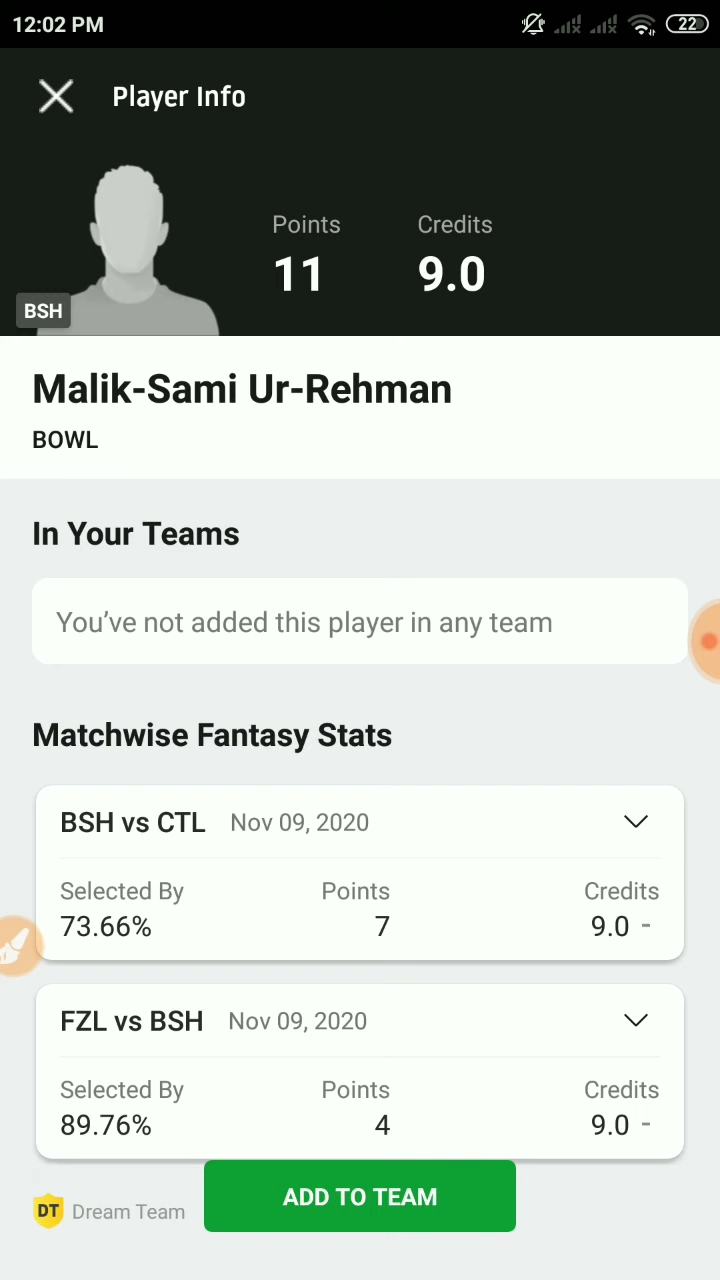 12:02 PM 22
Player Info
Points Credits
11 9.0
BSH
Malik-Sami Ur-Rehman
BOWL
In Your Teams
You’ve not added this player in any team
Matchwise Fantasy Stats
BSH vs CTL Nov 09, 2020
Selected By Points Credits
73.66% 7 9.0 -
FZL vs BSH Nov 09, 2020
Selected By Points Credits
89.76% 4 9.0 -
DT Dream Team ADD TO TEAM